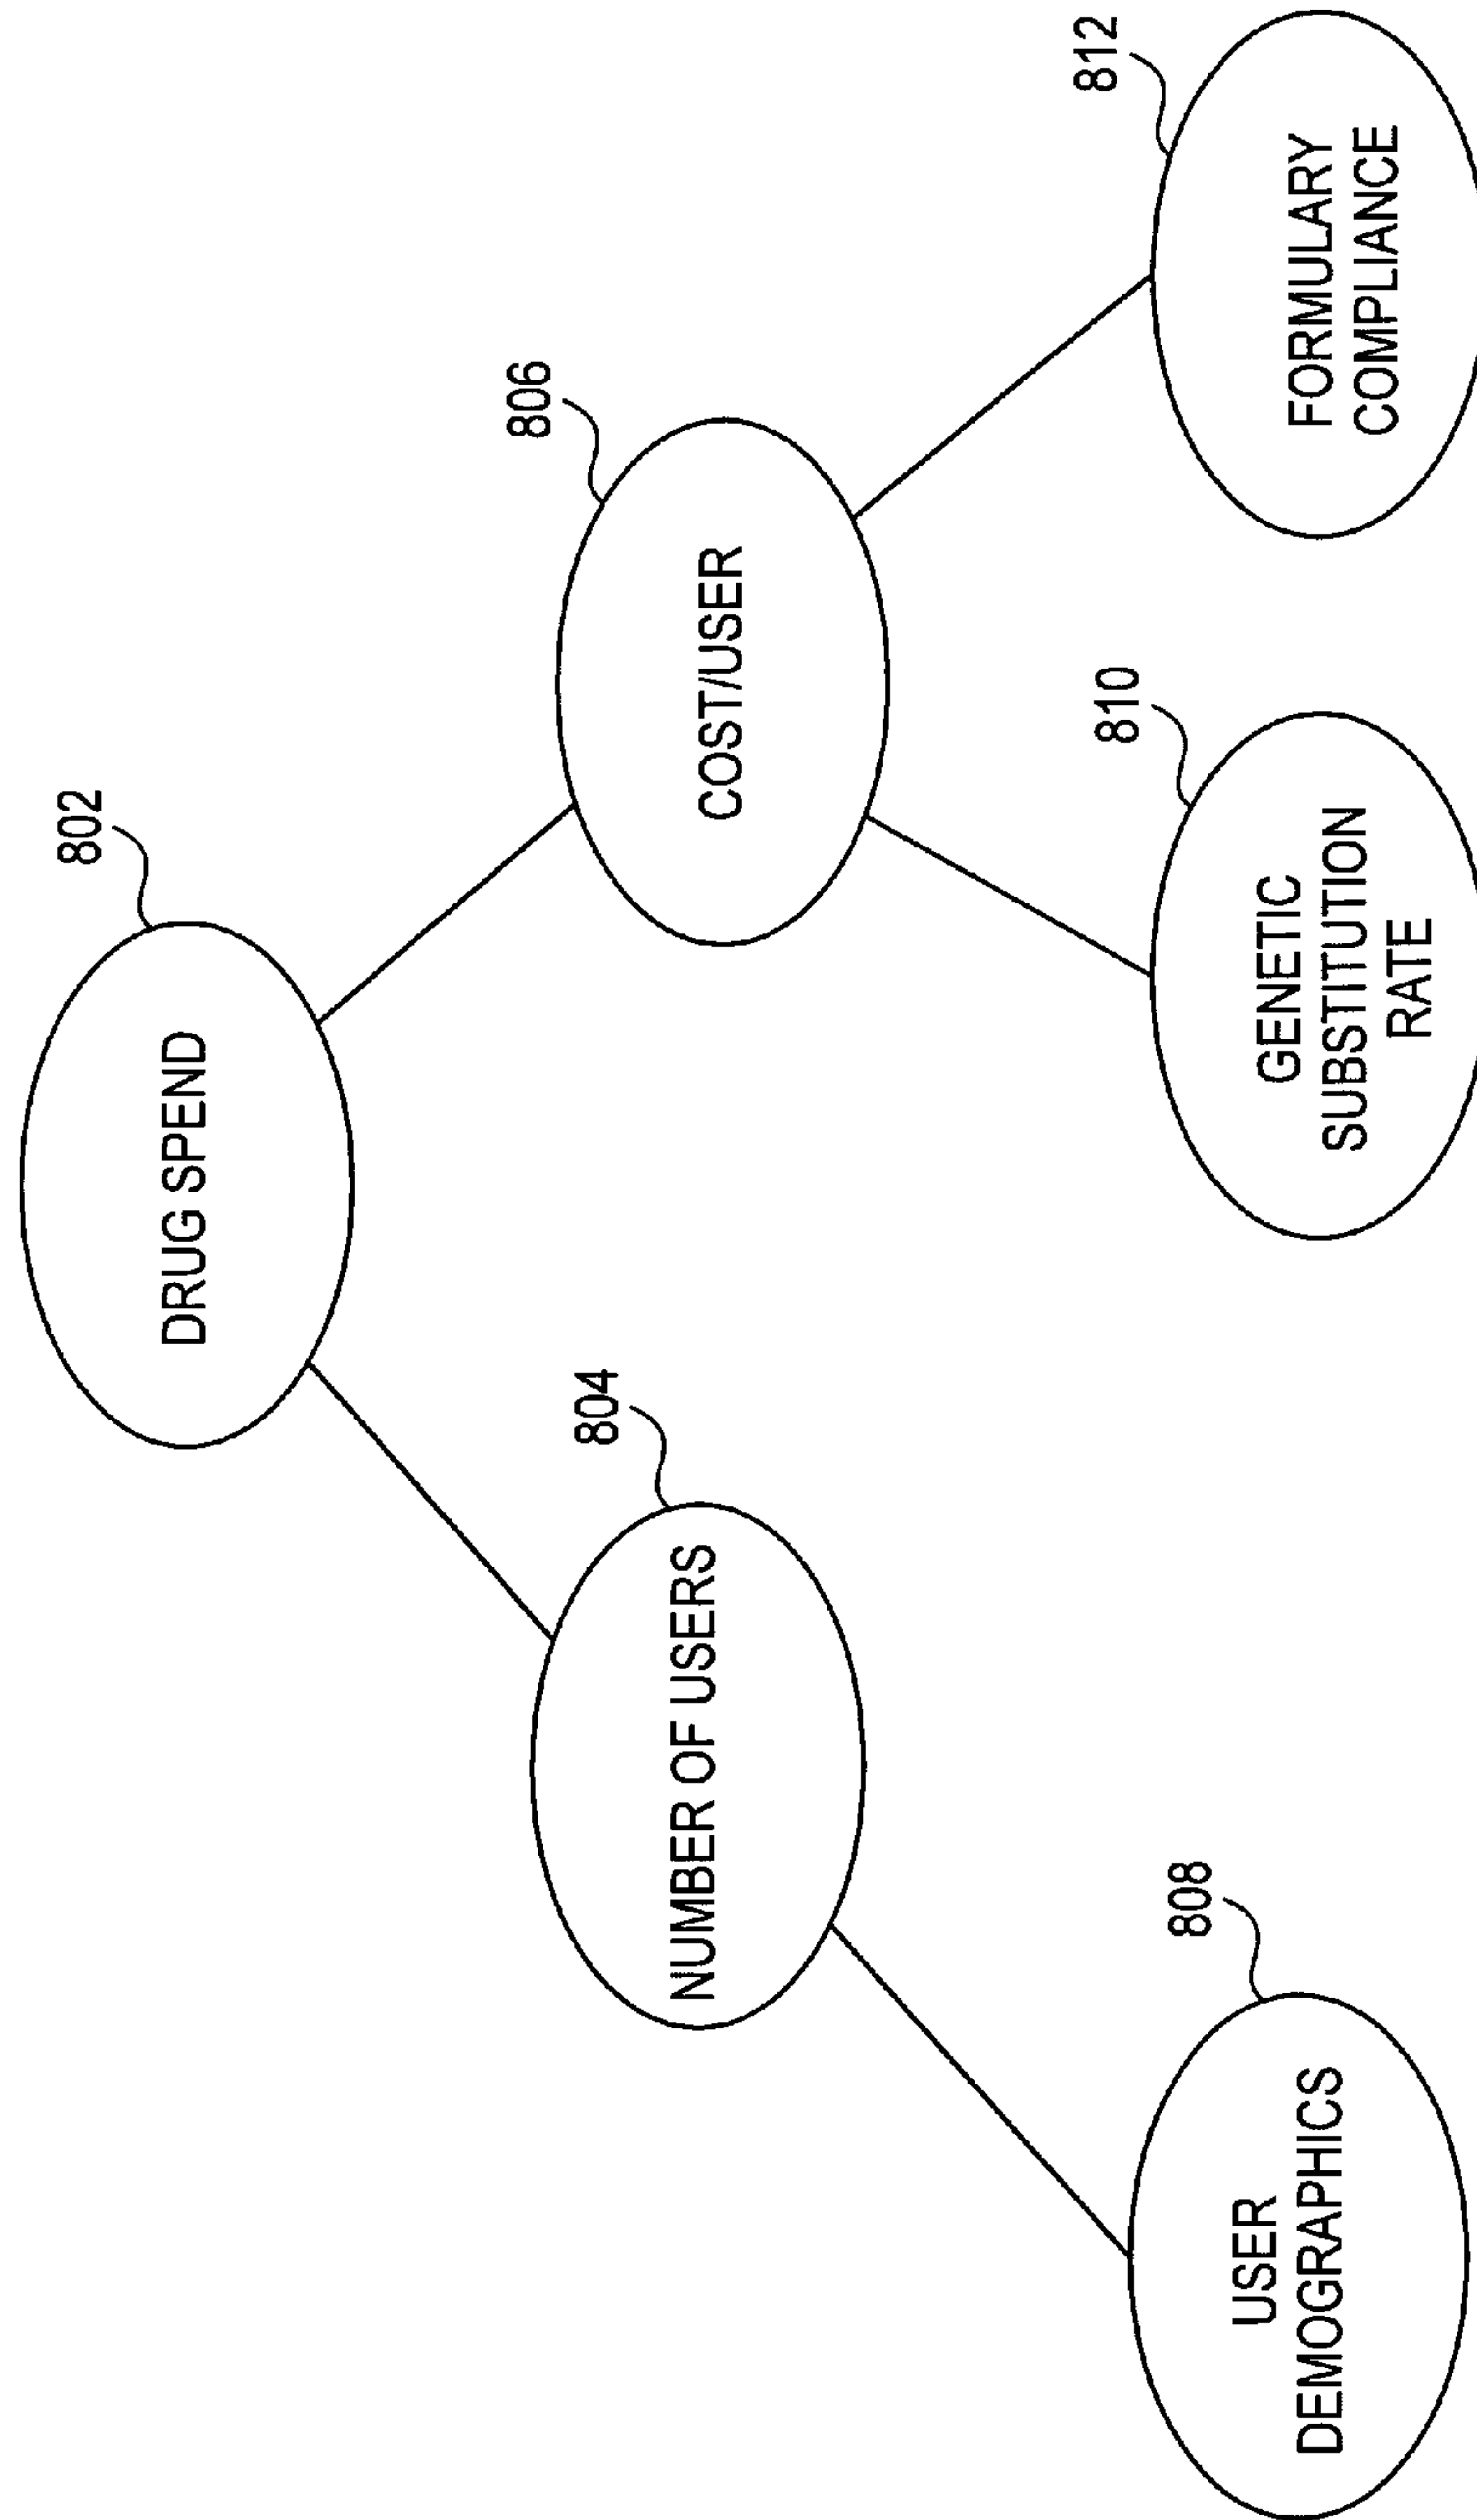 802
DRUG SPEND
804
NUMBER OF USERS
806
COST/USER
808
USER
DEMOGRAPHICS
810
GENETIC
SUBSTITUTION
RATE
812
FORMULARY
COMPLIANCE